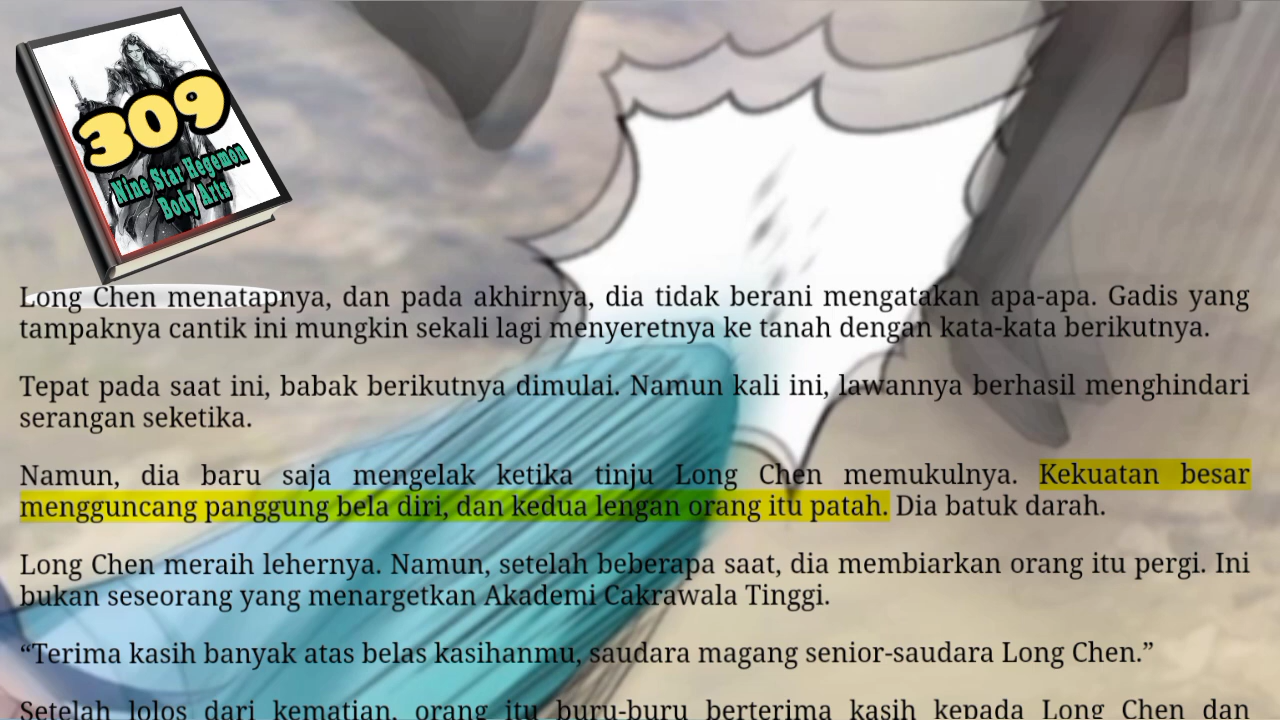 309
Nine Star Hegemon
Body Arts
Long Chen menatapnya, dan pada akhirnya, dia tidak berani mengatakan apa-apa. Gadis yang
tampaknya cantik ini mungkin sekali lagi menyeretnya ke tanah dengan kata-kata berikutnya.
Tepat pada saat ini, babak berikutnya dimulai. Namun kali ini, lawannya berhasil menghindari
serangan seketika.
Namun, dia baru saja mengelak ketika tinju Long Chen memukulnya. Kekuatan besar
mengguncang panggung bela diri, dan kedua lengan orang itu patah. Dia batuk darah.
Long Chen meraih lehernya. Namun, setelah beberapa saat, dia membiarkan orang itu pergi. Ini
bukan seseorang yang menargetkan Akademi Cakrawala Tinggi.
“Terima kasih banyak atas belas kasihanmu, saudara magang senior-saudara Long Chen.”
Setelah lolos dari kematian, orang itu buru-buru berterima kasih kepada Long Chen dan